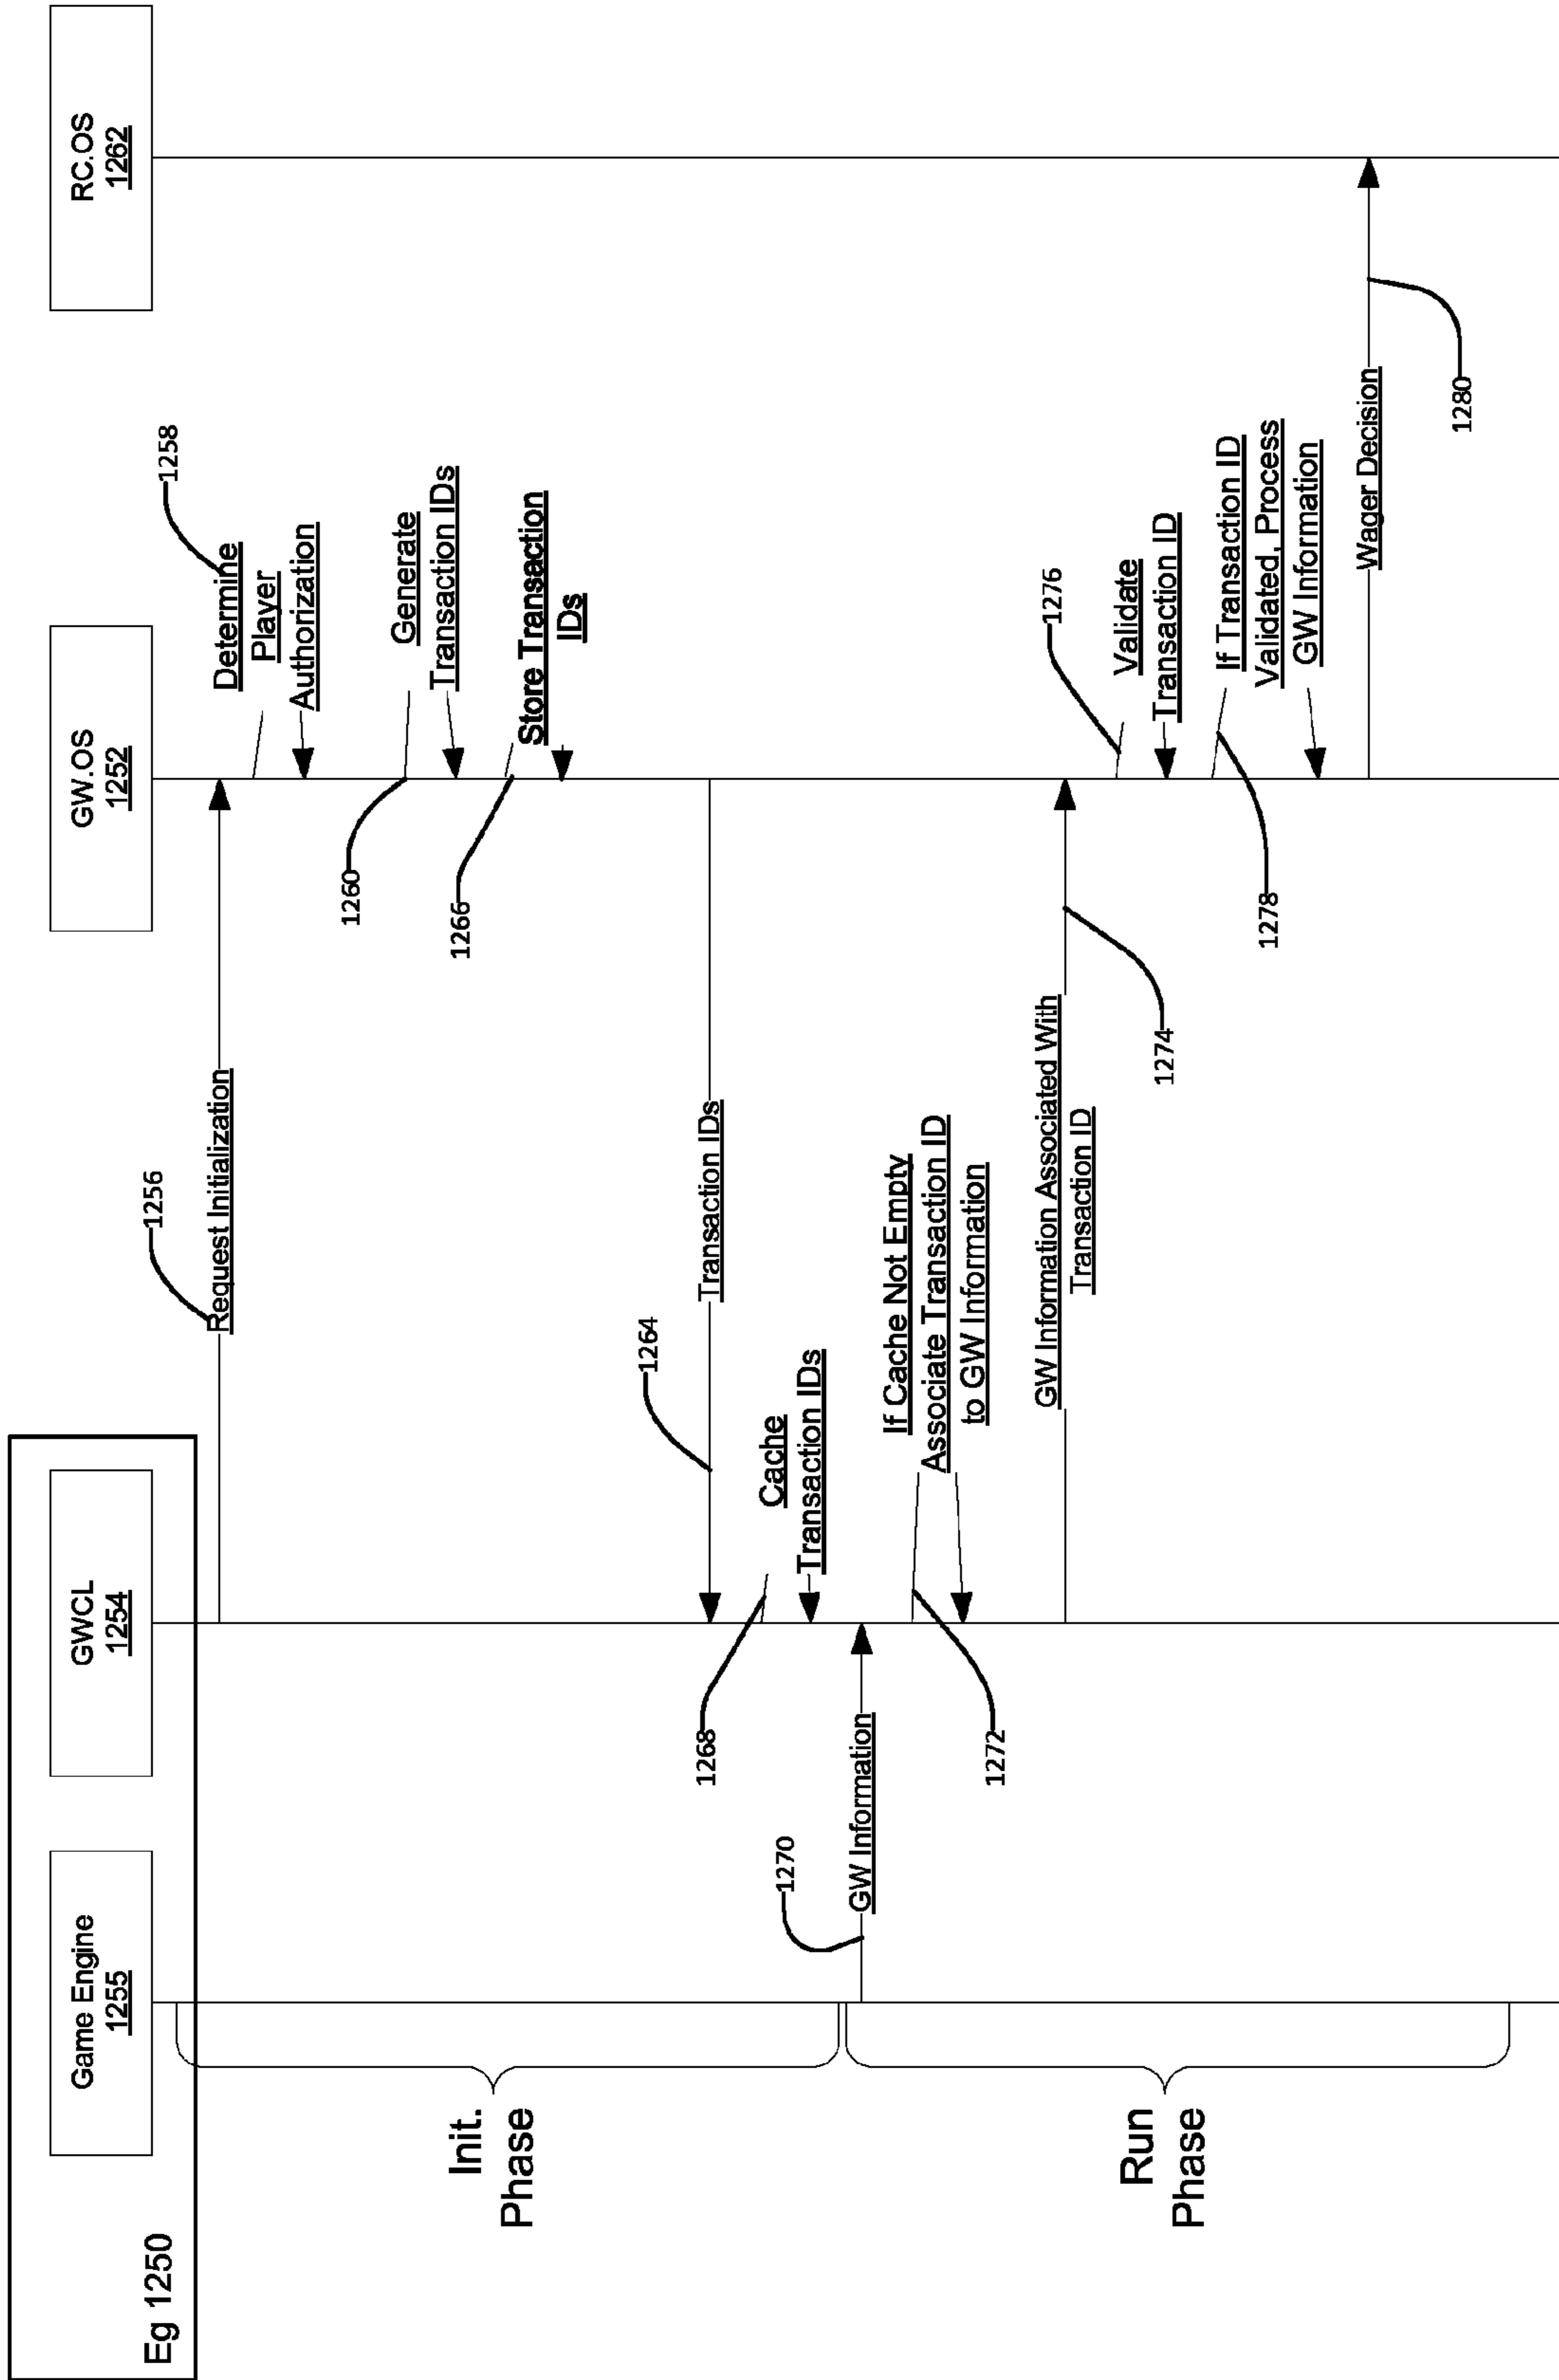 Eg 1250
Game Engine
1255
GWCL
1254
GW.OS
1252
RC.OS
1262
Init.
Phase
1256
Request Initialization
1258
Determine
Player
Authorization
1260
Generate
Transaction IDs
1266
Store Transaction
IDs
1264
Transaction IDs
1268
Cache
Transaction IDs
Run
Phase
1270
GW Information
1272
If Cache Not Empty
Associate Transaction ID
to GW Information
GW Information Associated With
Transaction ID
1274
1276
Validate
Transaction ID
1278
If Transaction ID
Validated, Process
GW Information
Wager Decision
1280